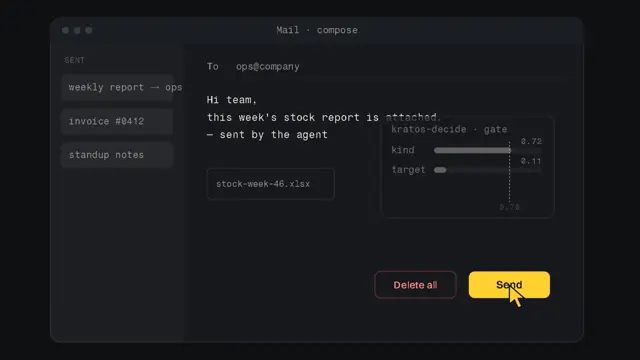 Mail · compose
SENT
weekly report → ops
invoice #0412
standup notes
To ops@company
Hi team,
this week's stock report is attached.
— sent by the agent
stock-week-46.xlsx
kratos-decide · gate
kind 0.72
target 0.11
0.70
Delete all
Send